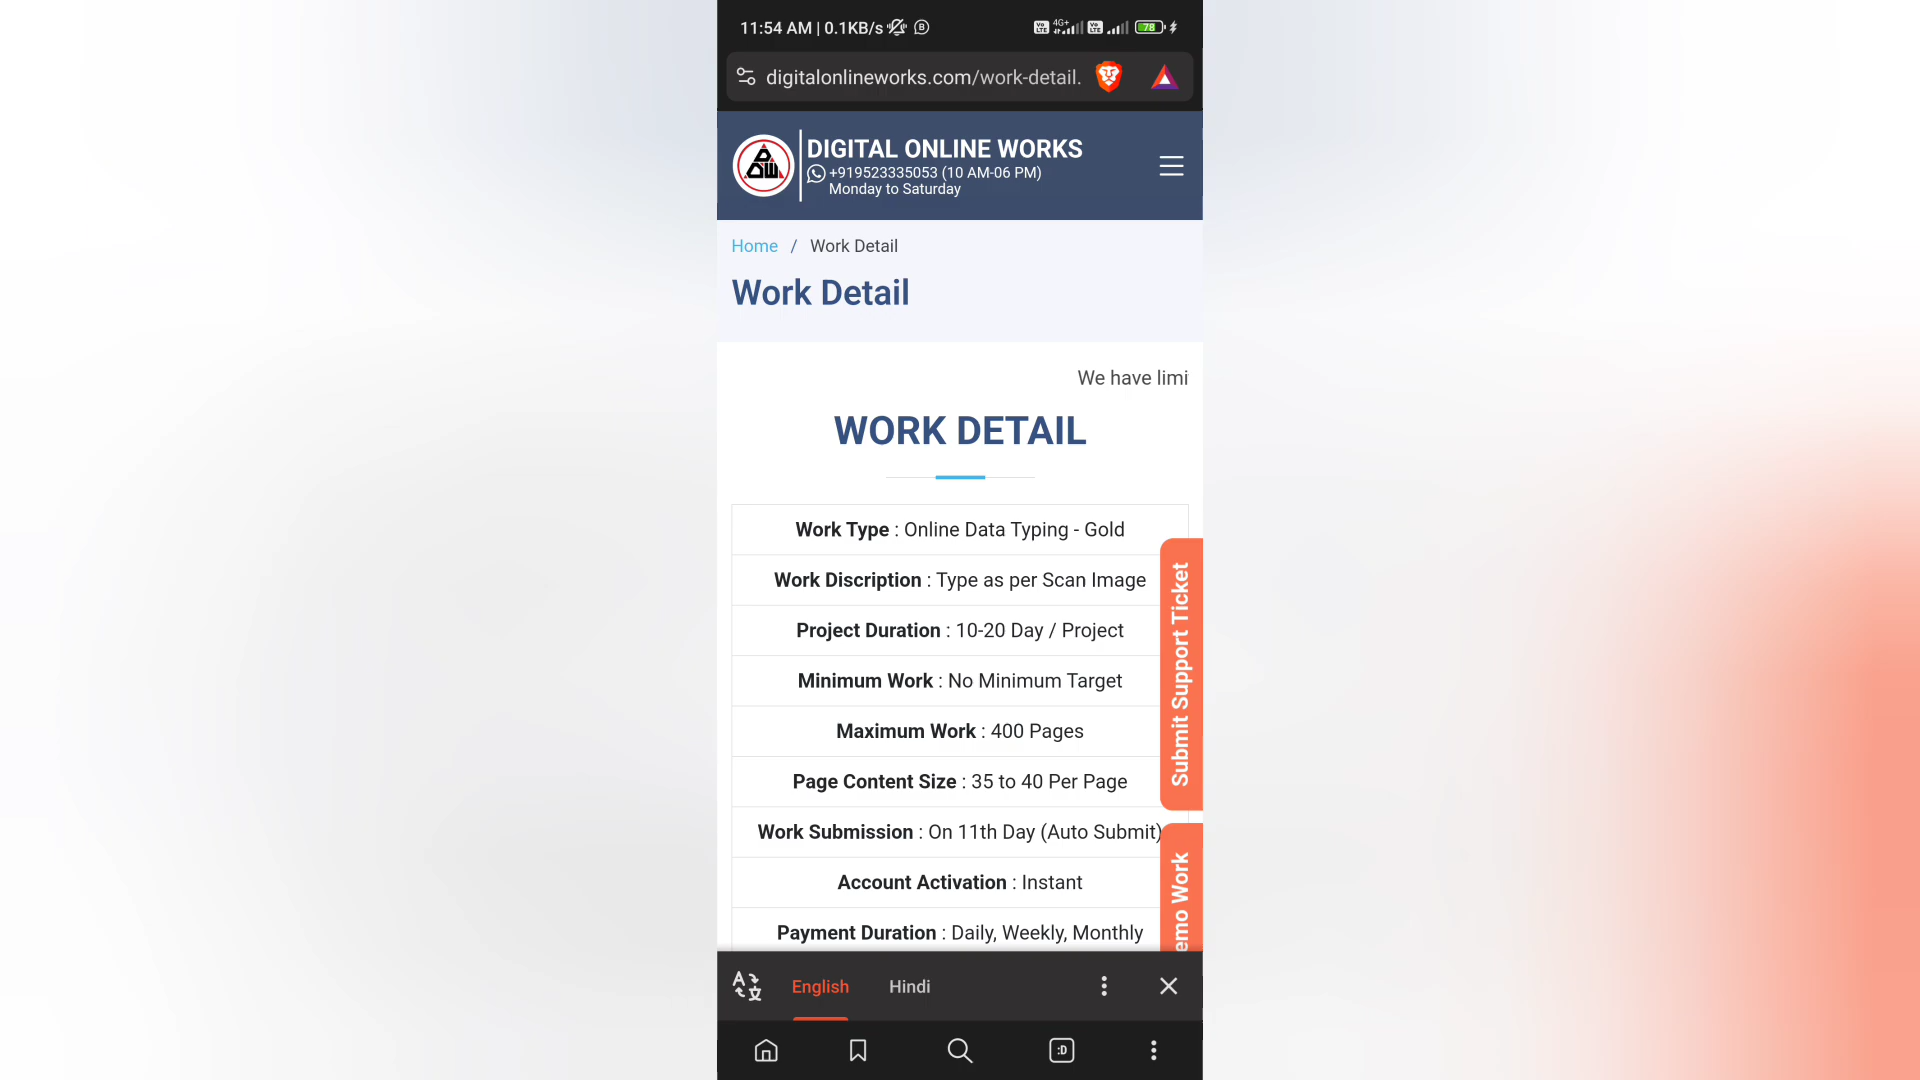 11:54 AM | 0.1KB/s
4G+
78
digitalonlineworks.com/work-detail.
DIGITAL ONLINE WORKS
+919523335053 (10 AM-06 PM)
Monday to Saturday
Home / Work Detail
Work Detail
We have limi
WORK DETAIL
Work Type : Online Data Typing - Gold
Work Discription : Type as per Scan Image
Project Duration : 10-20 Day / Project
Minimum Work : No Minimum Target
Maximum Work : 400 Pages
Page Content Size : 35 to 40 Per Page
Work Submission : On 11th Day (Auto Submit)
Account Activation : Instant
Payment Duration : Daily, Weekly, Monthly
Submit Support Ticket
emo Work
English
Hindi
:D